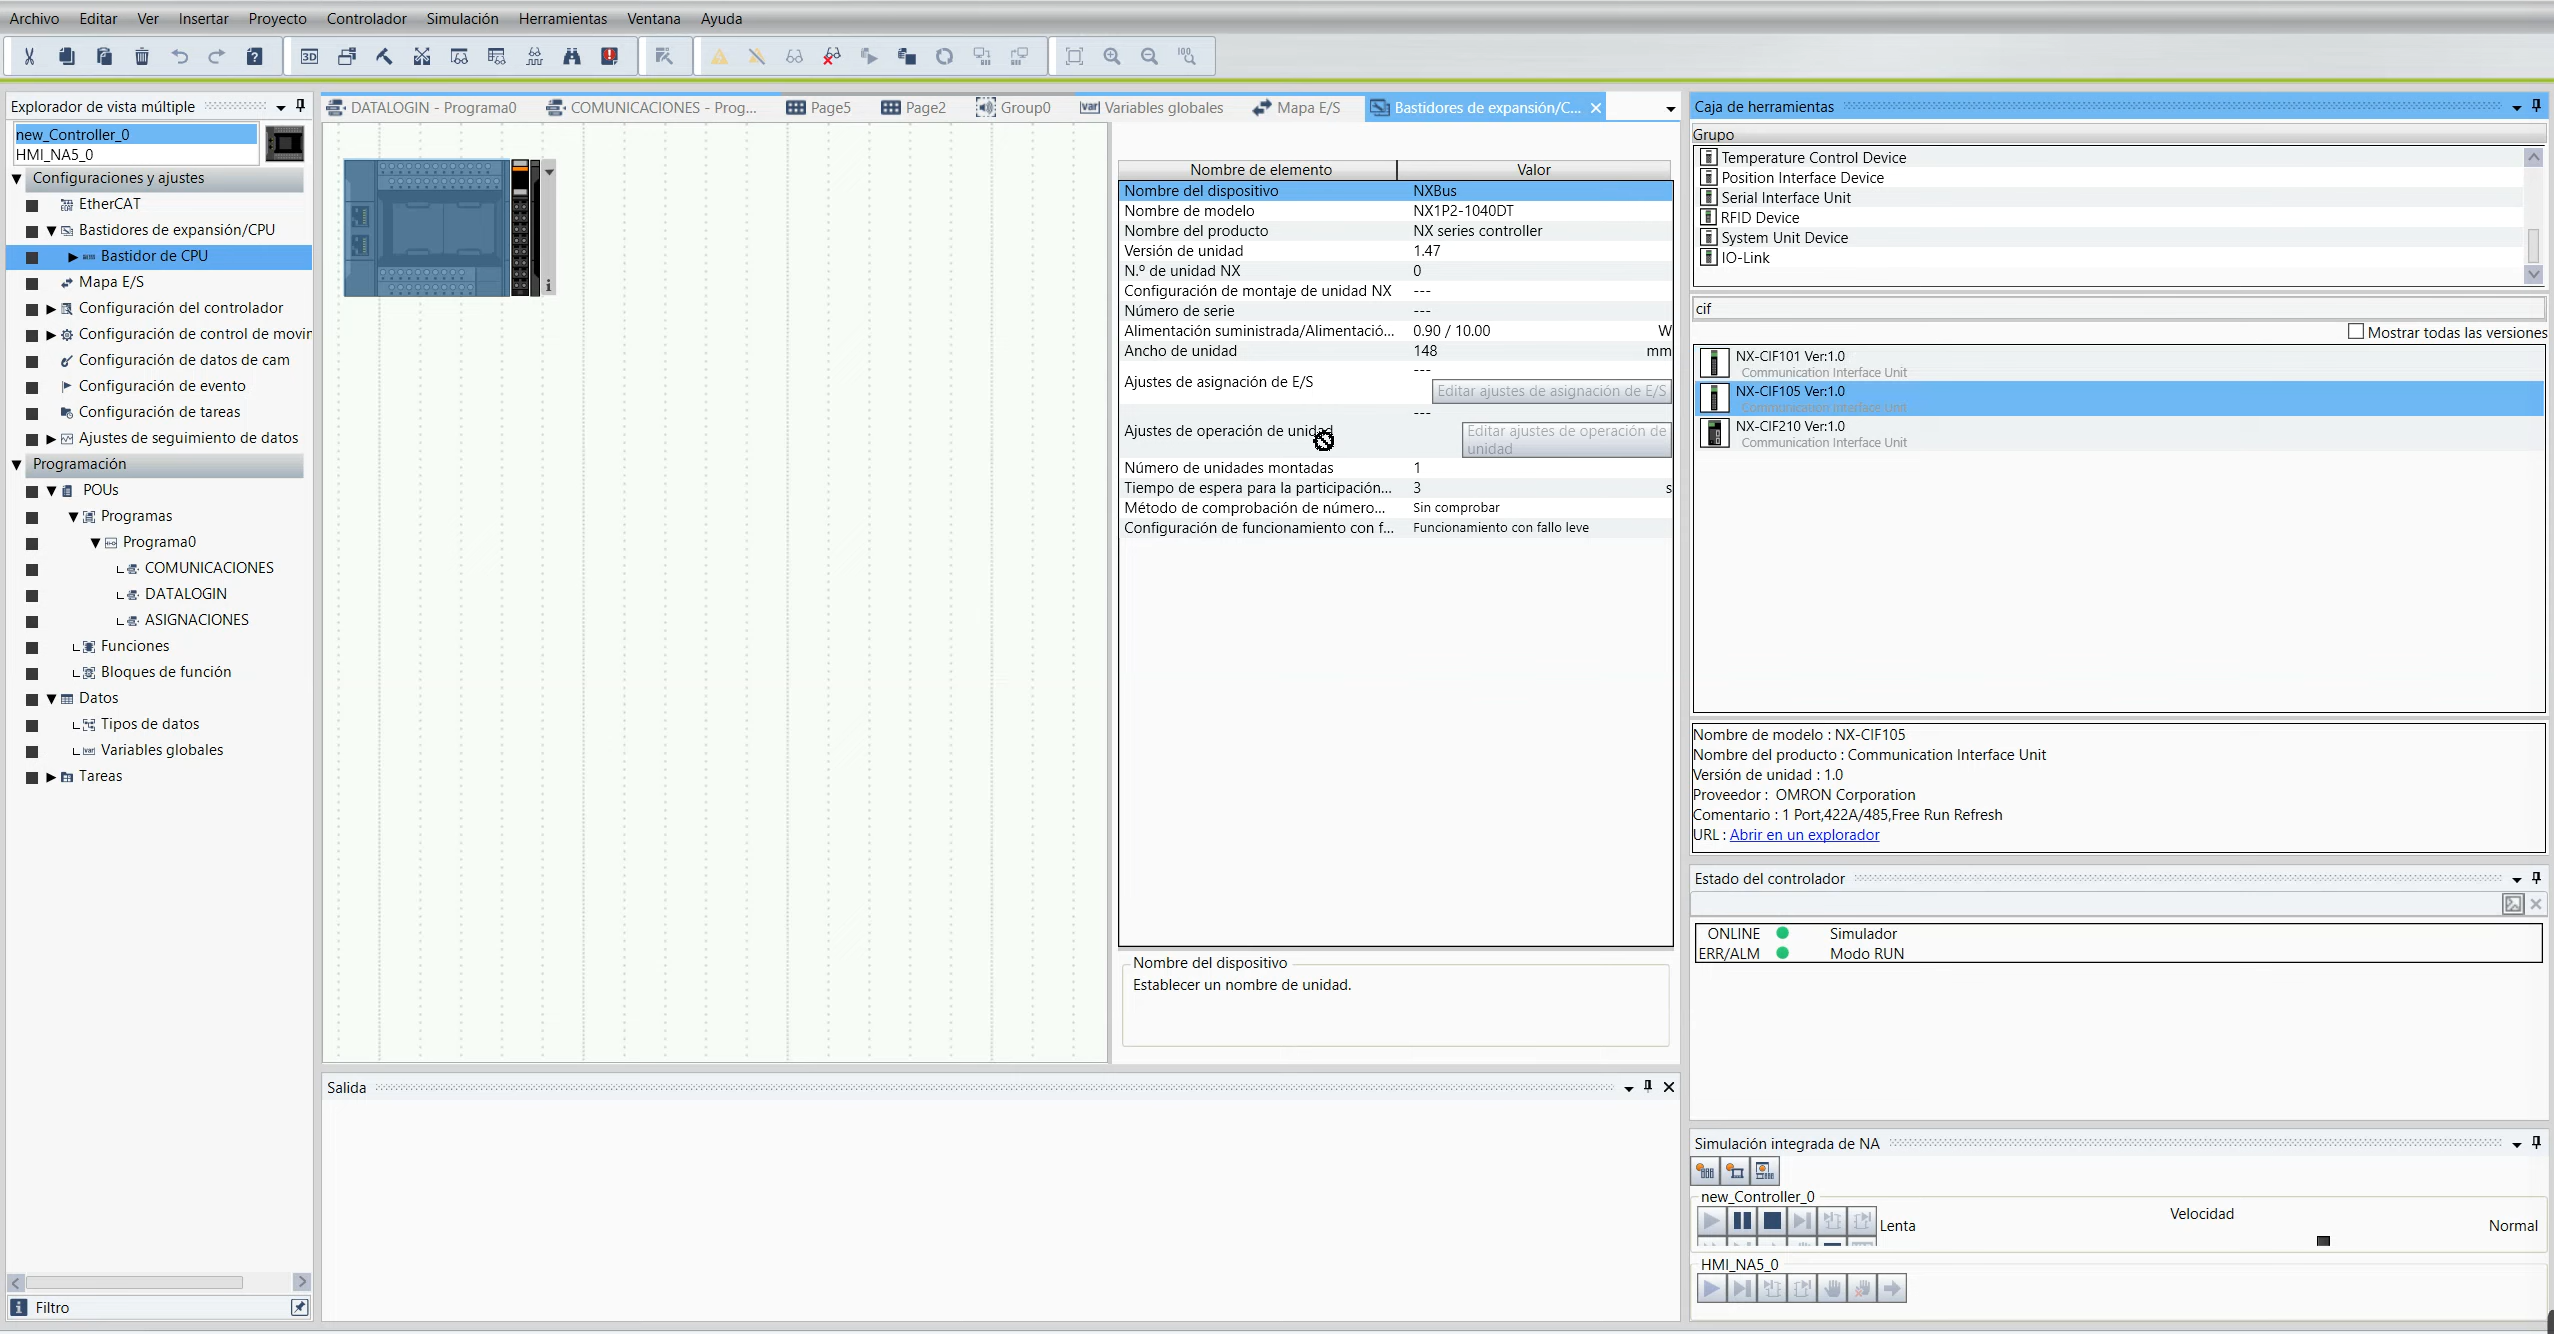 Archivo Editar Ver Insertar Proyecto Controlador Simulación Herramientas Ventana Ayuda
3D
100
Explorador de vista múltiple
new_Controller_0
HMI_NA5_0
Configuraciones y ajustes
EtherCAT
Bastidores de expansión/CPU
Bastidor de CPU
Mapa E/S
Configuración del controlador
Configuración de control de movir
Configuración de datos de cam
Configuración de evento
Configuración de tareas
Ajustes de seguimiento de datos
Programación
POUs
Programas
Programa0
COMUNICACIONES
DATALOGIN
ASIGNACIONES
Funciones
Bloques de función
Datos
Tipos de datos
Variables globales
Tareas
Filtro
DATALOGIN - Programa0 COMUNICACIONES - Prog... Page5 Page2 Group0 Variables globales Mapa E/S Bastidores de expansión/C...
Nombre de elemento Valor
Nombre del dispositivo NXBus
Nombre de modelo NX1P2-1040DT
Nombre del producto NX series controller
Versión de unidad 1.47
N.º de unidad NX 0
Configuración de montaje de unidad NX ---
Número de serie ---
Alimentación suministrada/Alimentació... 0.90 / 10.00 W
Ancho de unidad 148 mm
Ajustes de asignación de E/S ---
Editar ajustes de asignación de E/S
Ajustes de operación de unidad ---
Editar ajustes de operación de
unidad
Número de unidades montadas 1
Tiempo de espera para la participación... 3 s
Método de comprobación de número... Sin comprobar
Configuración de funcionamiento con f... Funcionamiento con fallo leve
Nombre del dispositivo
Establecer un nombre de unidad.
Salida
Caja de herramientas
Grupo
Temperature Control Device
Position Interface Device
Serial Interface Unit
RFID Device
System Unit Device
IO-Link
cif
Mostrar todas las versiones
NX-CIF101 Ver:1.0
Communication Interface Unit
NX-CIF105 Ver:1.0
Communication Interface Unit
NX-CIF210 Ver:1.0
Communication Interface Unit
Nombre de modelo : NX-CIF105
Nombre del producto : Communication Interface Unit
Versión de unidad : 1.0
Proveedor : OMRON Corporation
Comentario : 1 Port,422A/485,Free Run Refresh
URL : Abrir en un explorador
Estado del controlador
ONLINE Simulador
ERR/ALM Modo RUN
Simulación integrada de NA
new_Controller_0
Velocidad
Lenta Normal
HMI_NA5_0